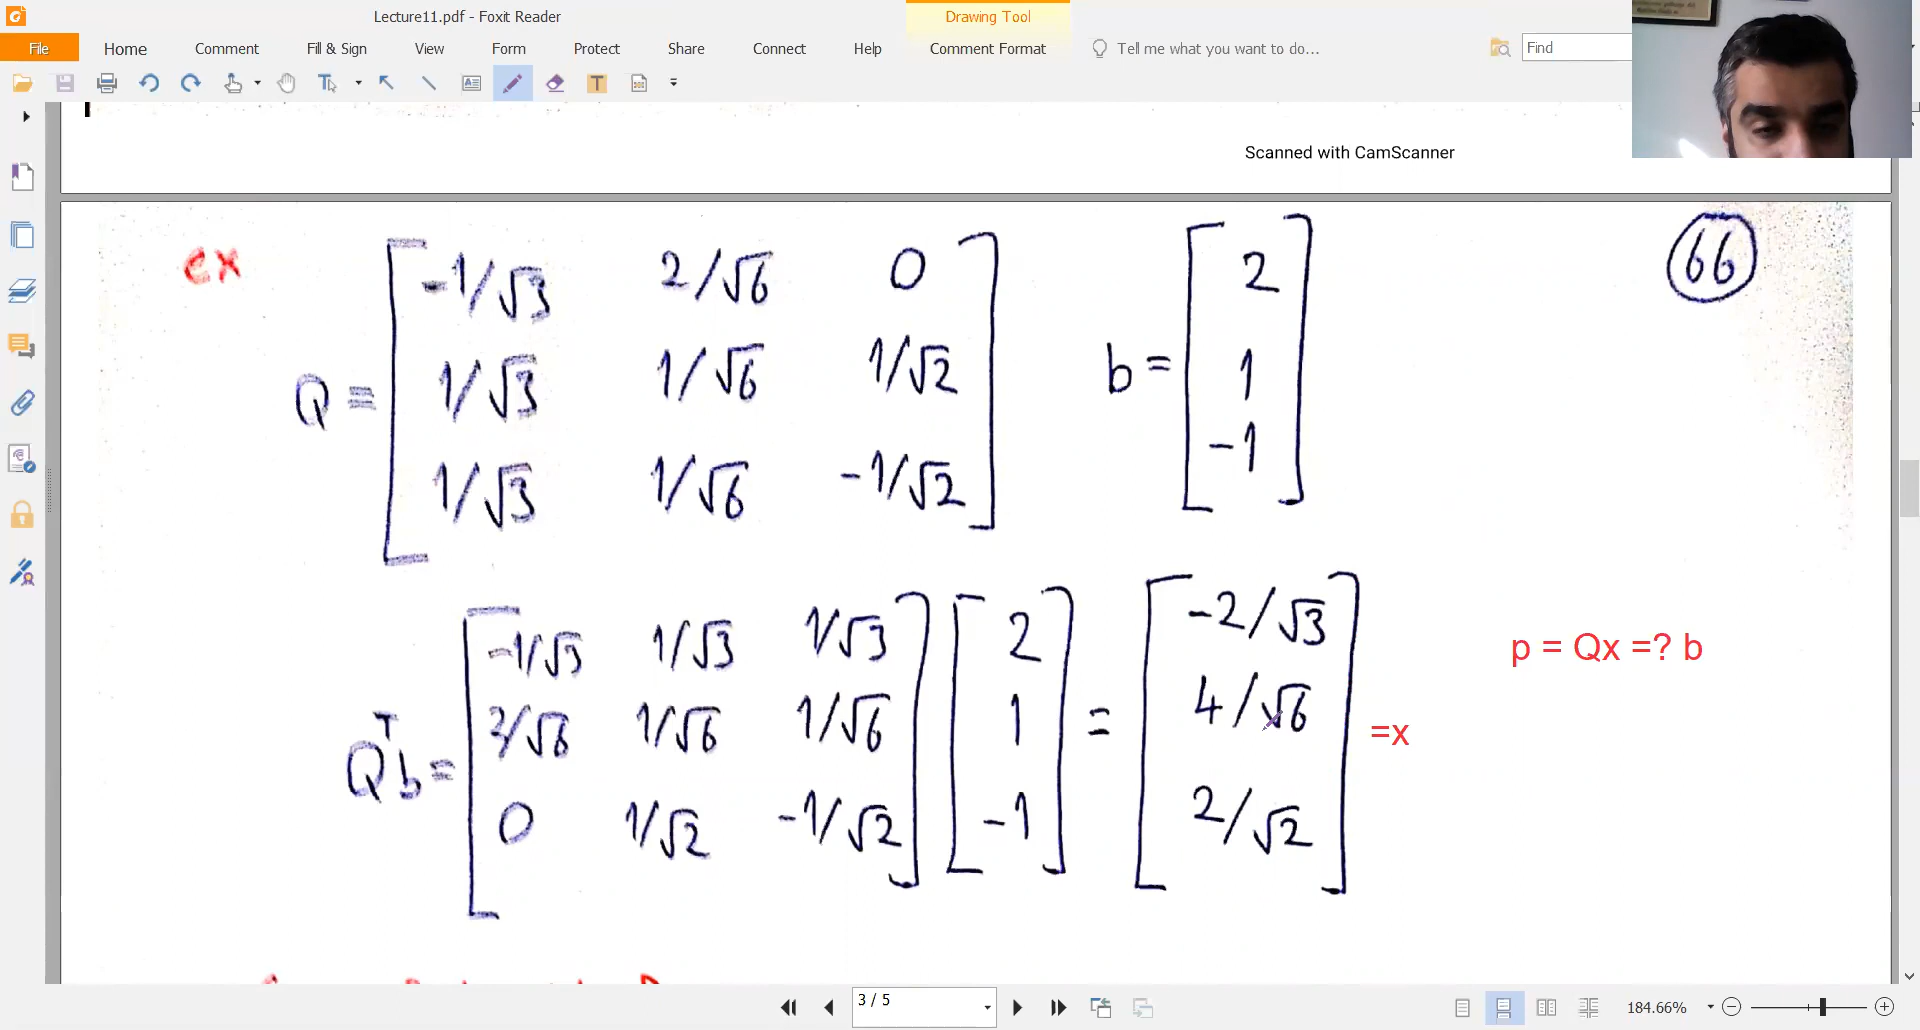 Lecture11.pdf - Foxit Reader
Drawing Tool
File Home Comment Fill & Sign View Form Protect Share Connect Help Comment Format Tell me what you want to do... Find
Scanned with CamScanner
ex
66
Q = [ -1/√3 2/√6 0
1/√3 1/√6 1/√2
1/√3 1/√6 -1/√2 ]
b = [ 2
1
-1 ]
Qᵀb = [ -1/√3 1/√3 1/√3
2/√6 1/√6 1/√6
0 1/√2 -1/√2 ]
[ 2
1
-1 ]
= [ -2/√3
4/√6
2/√2 ]
=x
p = Qx =? b
3 / 5
184.66%